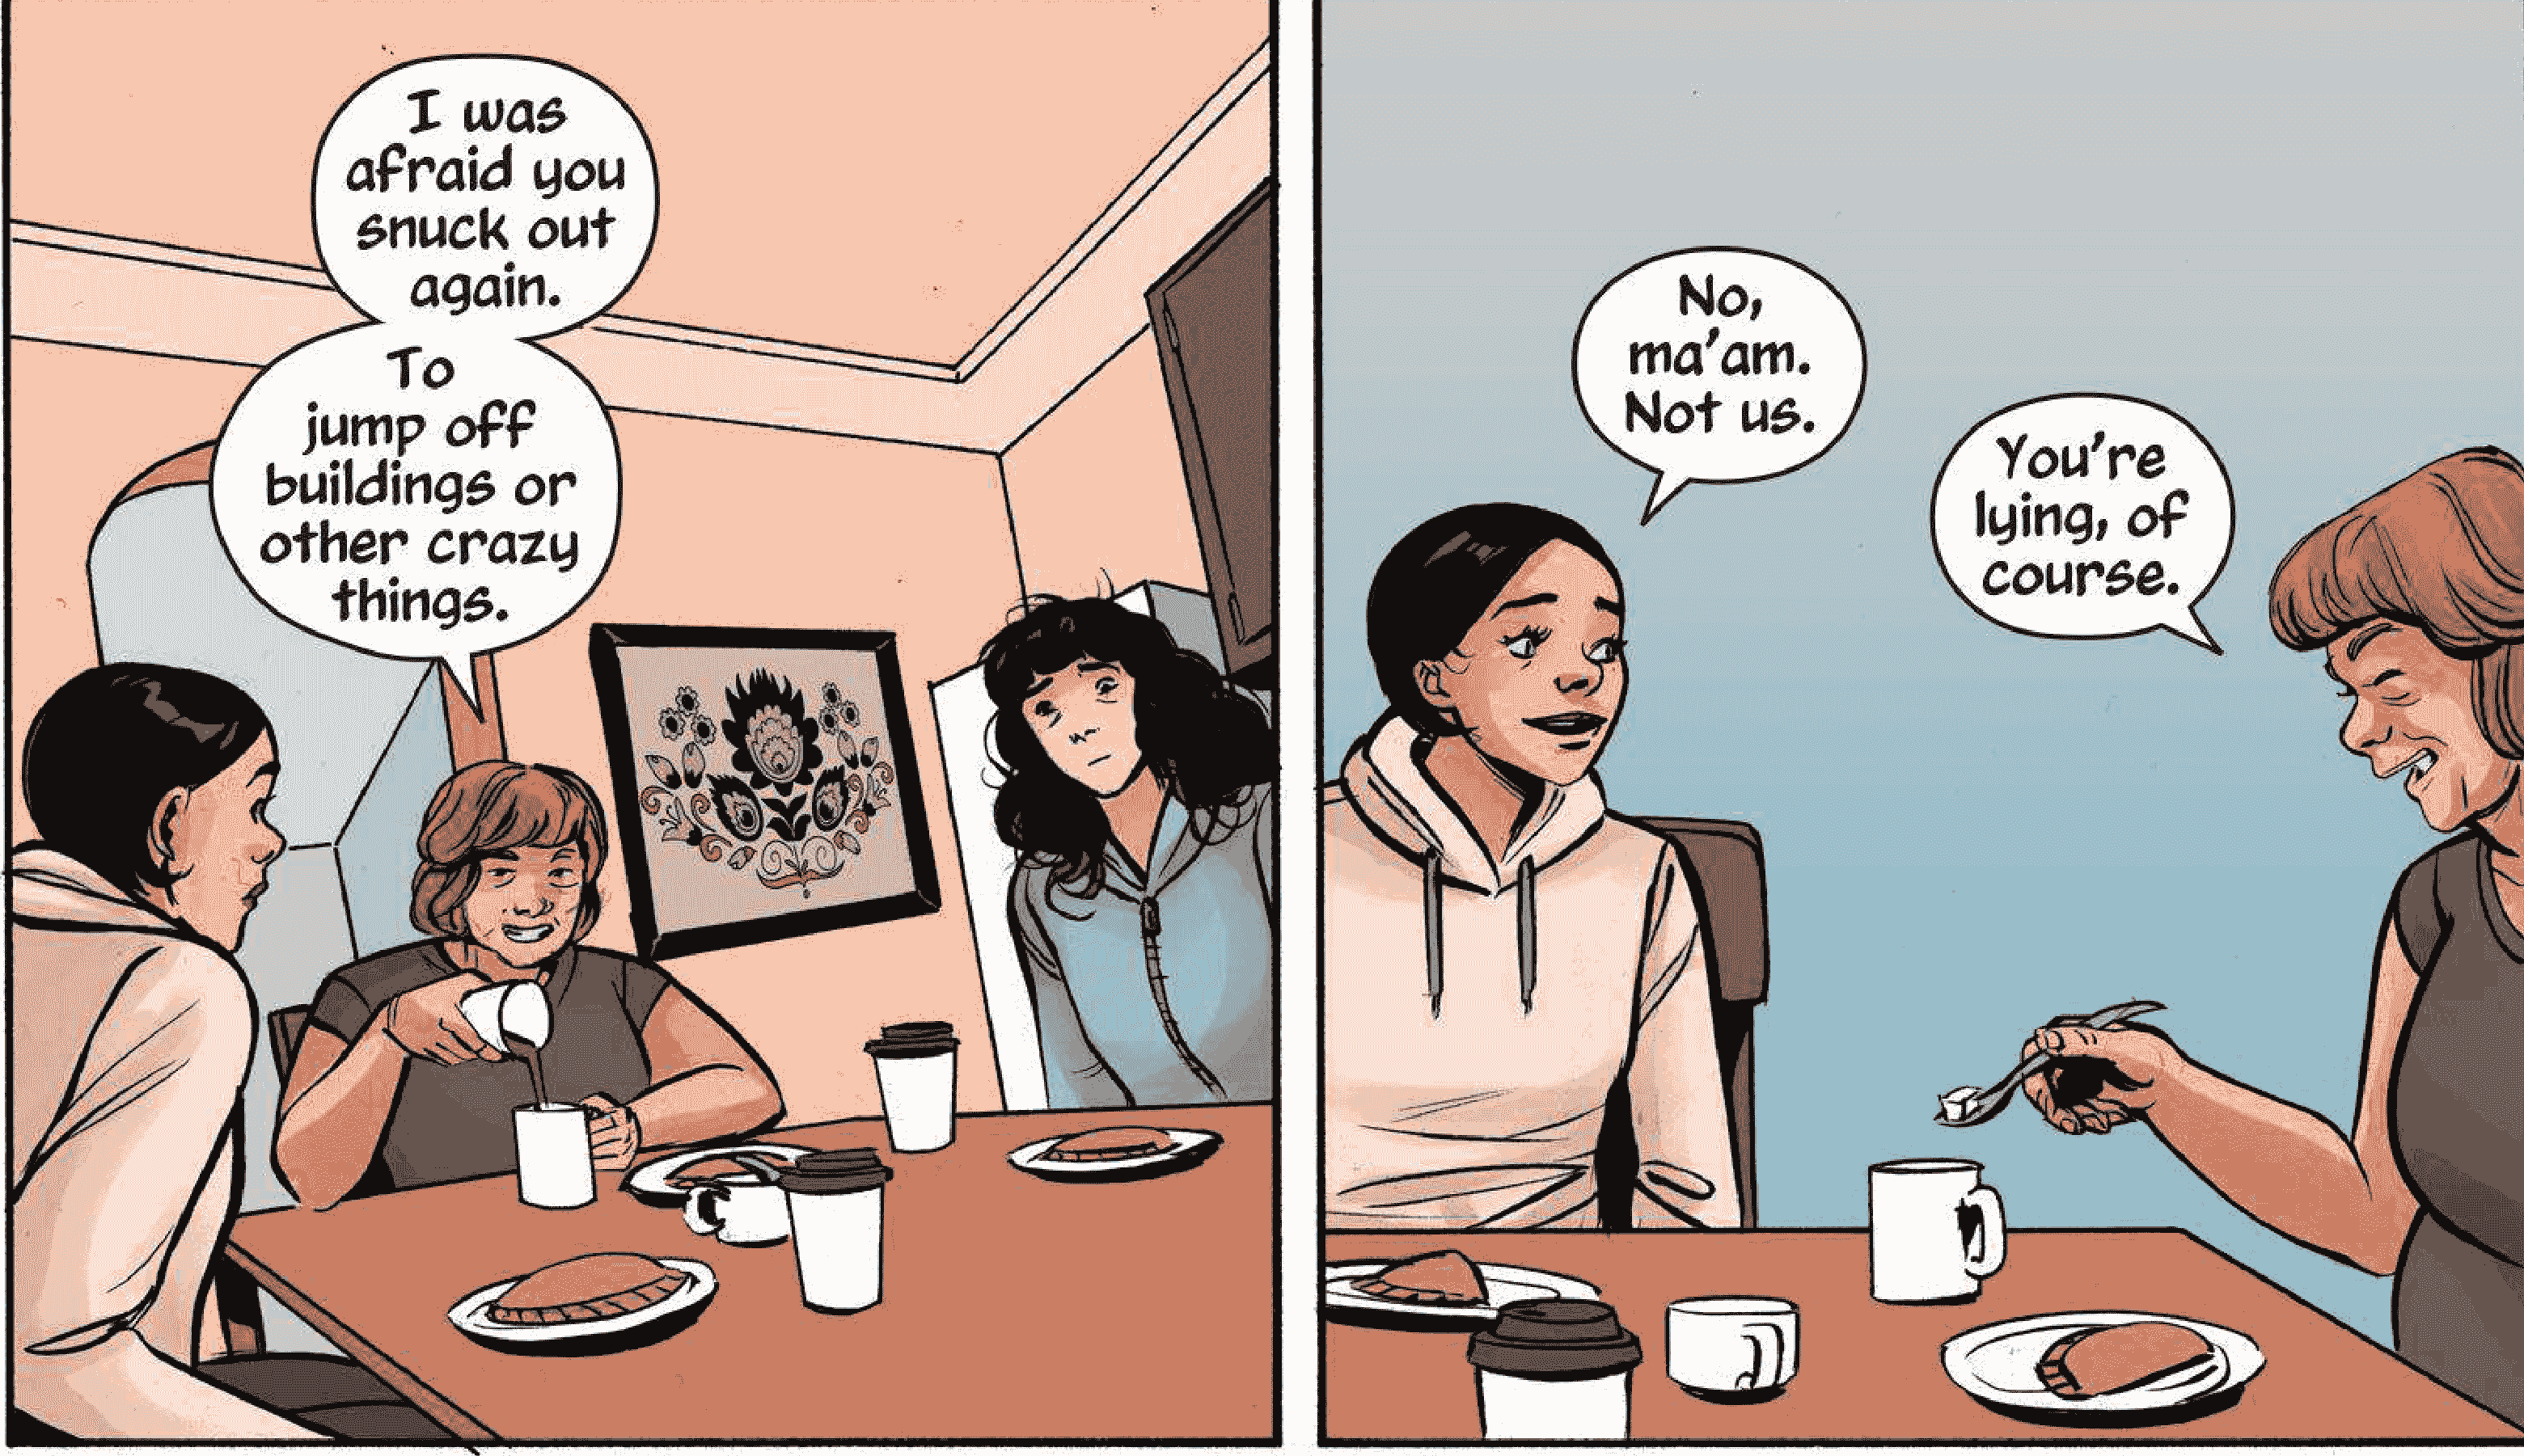 I was
afraid you
snuck out
again.
To
jump off
buildings or
other crazy
things.
No,
ma'am.
Not us.
You're
lying, of
course.